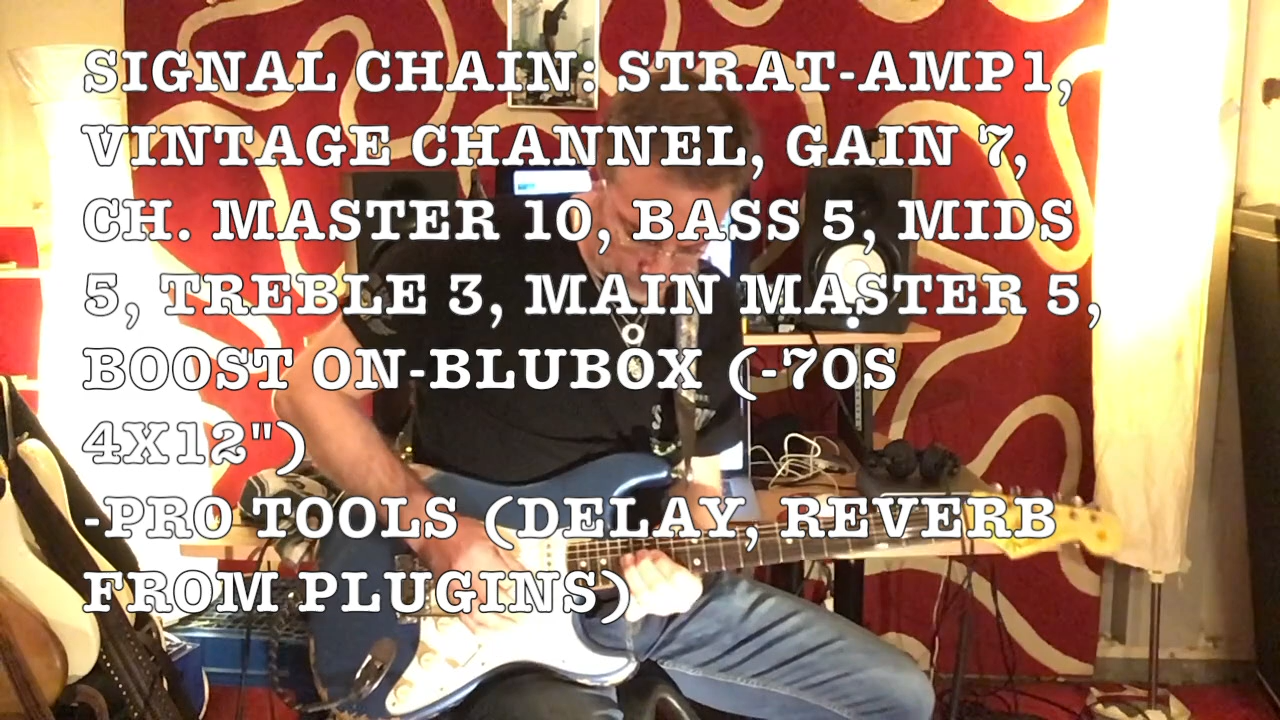 SIGNAL CHAIN: STRAT-AMP1,
VINTAGE CHANNEL, GAIN 7,
CH. MASTER 10, BASS 5, MIDS
5, TREBLE 3, MAIN MASTER 5,
BOOST ON-BLUBOX (-70S
4X12")
-PRO TOOLS (DELAY, REVERB
FROM PLUGINS)